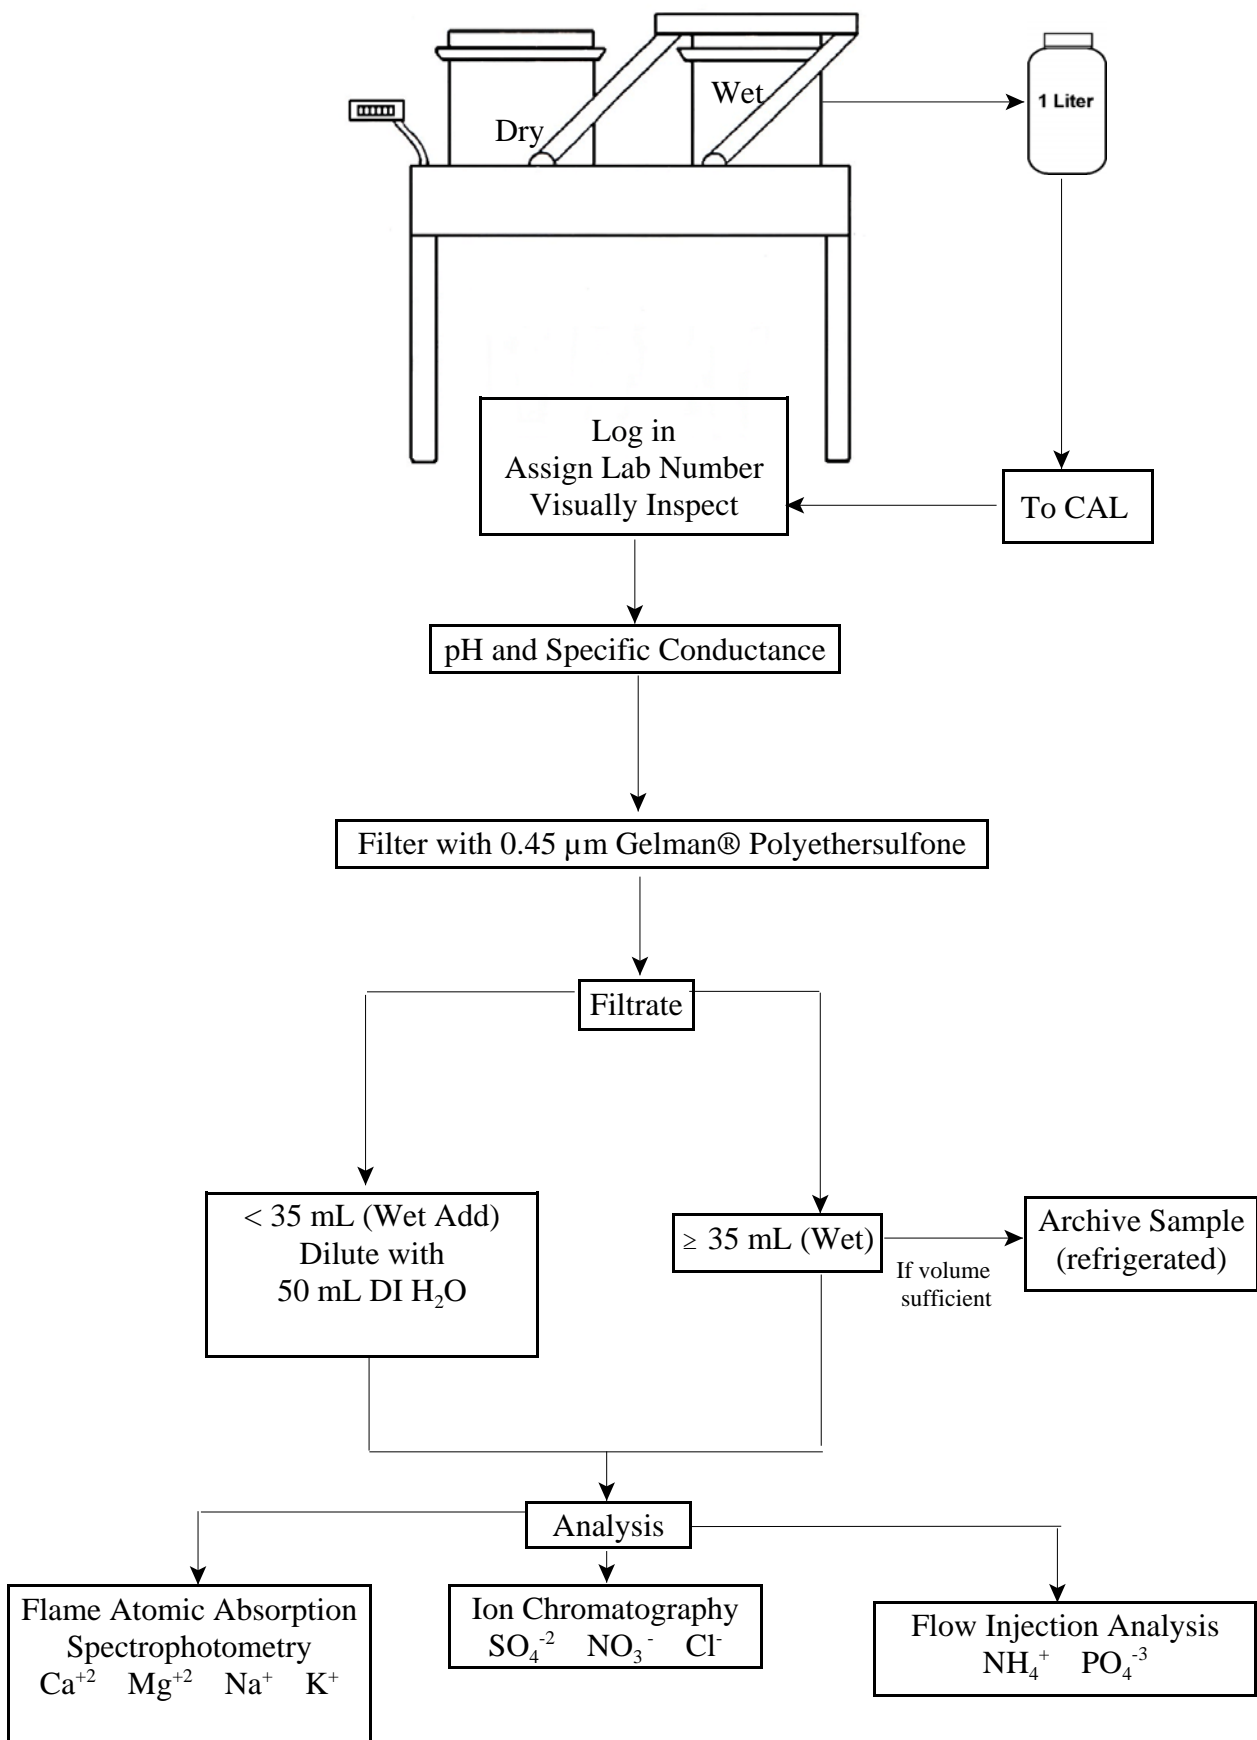 Dry
Wet
1 Liter
Log in
Assign Lab Number
Visually Inspect
To CAL
pH and Specific Conductance
Filter with 0.45 µm Gelman® Polyethersulfone
Filtrate
< 35 mL (Wet Add)
Dilute with
50 mL DI H₂O
≥ 35 mL (Wet)
If volume
sufficient
Archive Sample
(refrigerated)
Analysis
Flame Atomic Absorption
Spectrophotometry
Ca⁺² Mg⁺² Na⁺ K⁺
Ion Chromatography
SO₄⁻² NO₃⁻ Cl⁻
Flow Injection Analysis
NH₄⁺ PO₄⁻³